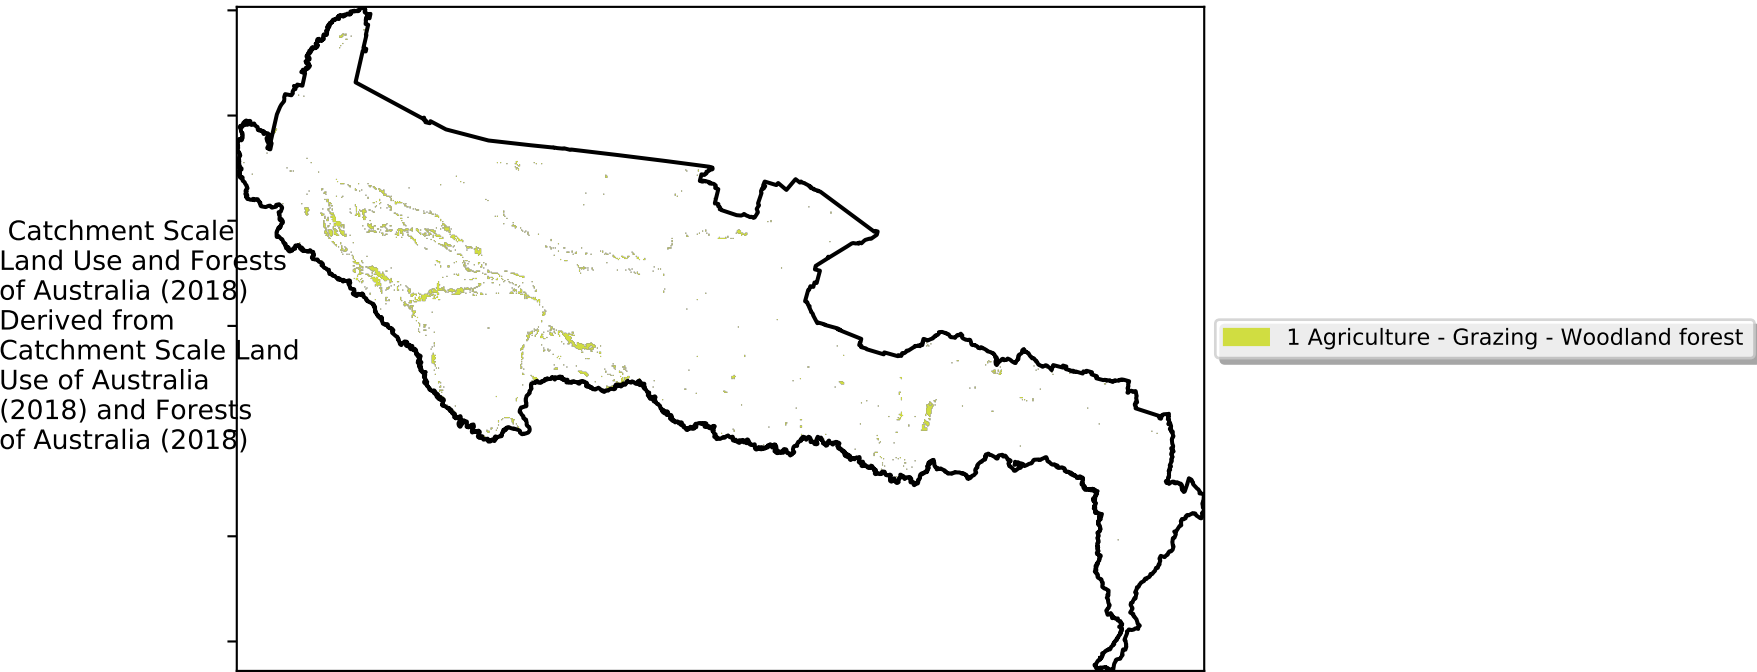 Catchment Scale
Land Use and Forests
of Australia (2018)
Derived from
Catchment Scale Land
Use of Australia
(2018) and Forests
of Australia (2018)
1 Agriculture - Grazing - Woodland forest